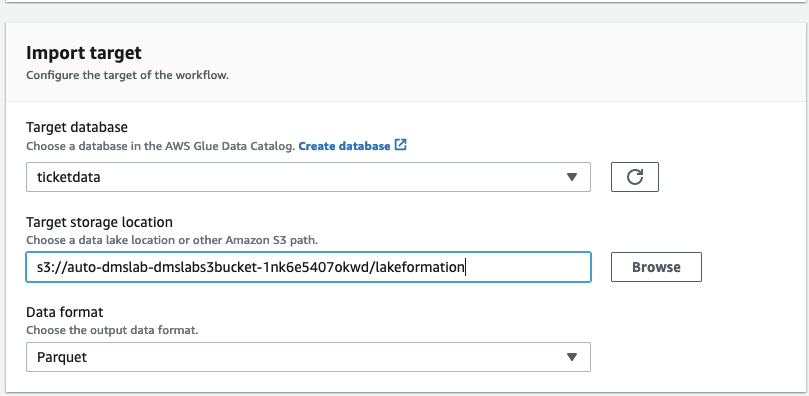 Import target
Configure the target of the workflow.
Target database
Choose a database in the AWS Glue Data Catalog. Create database
ticketdata
Target storage location
Choose a data lake location or other Amazon S3 path.
s3://auto-dmslab-dmslabs3bucket-1nk6e5407okwd/lakeformation
Browse
Data format
Choose the output data format.
Parquet